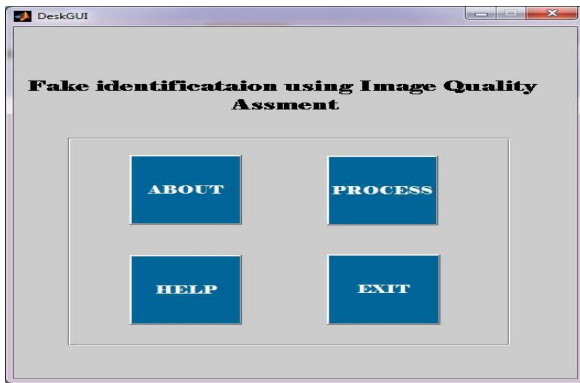 DeskGUI
Fake identificataion using Image Quality
Assment
ABOUT
PROCESS
HELP
EXIT